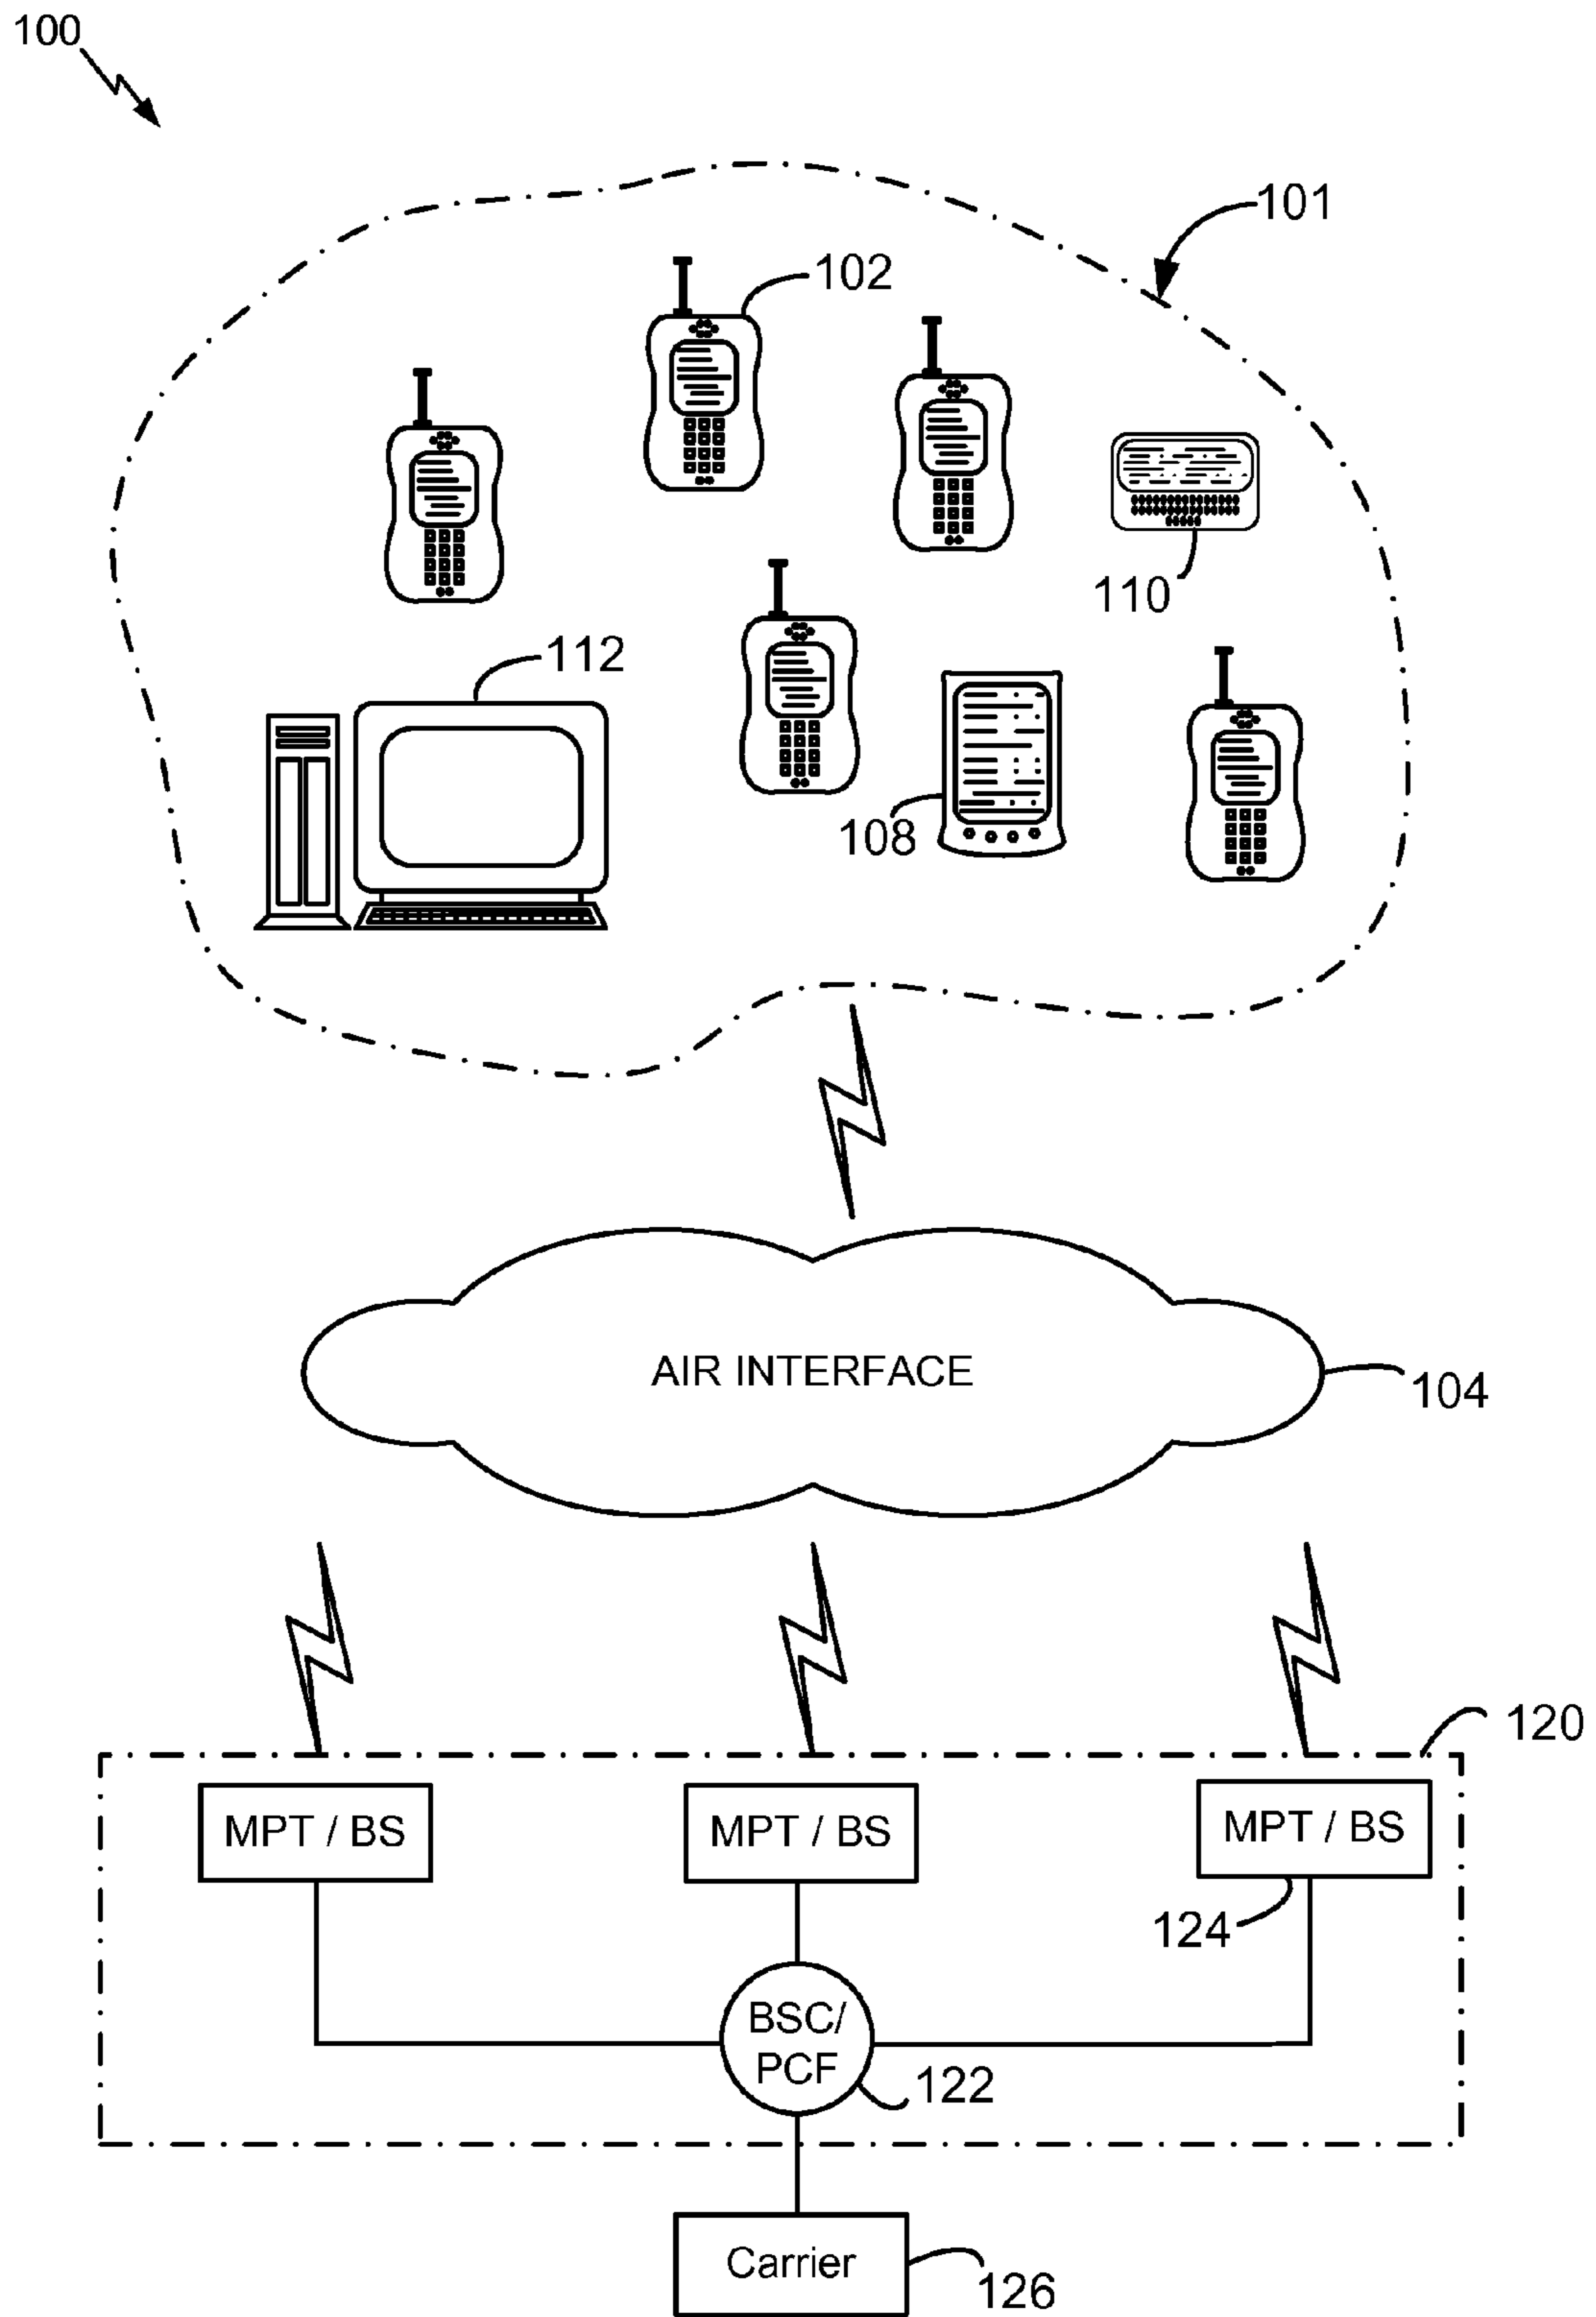 100
101
102
110
112
108
AIR INTERFACE
104
120
MPT / BS
MPT / BS
MPT / BS
124
BSC/
PCF
122
Carrier
126